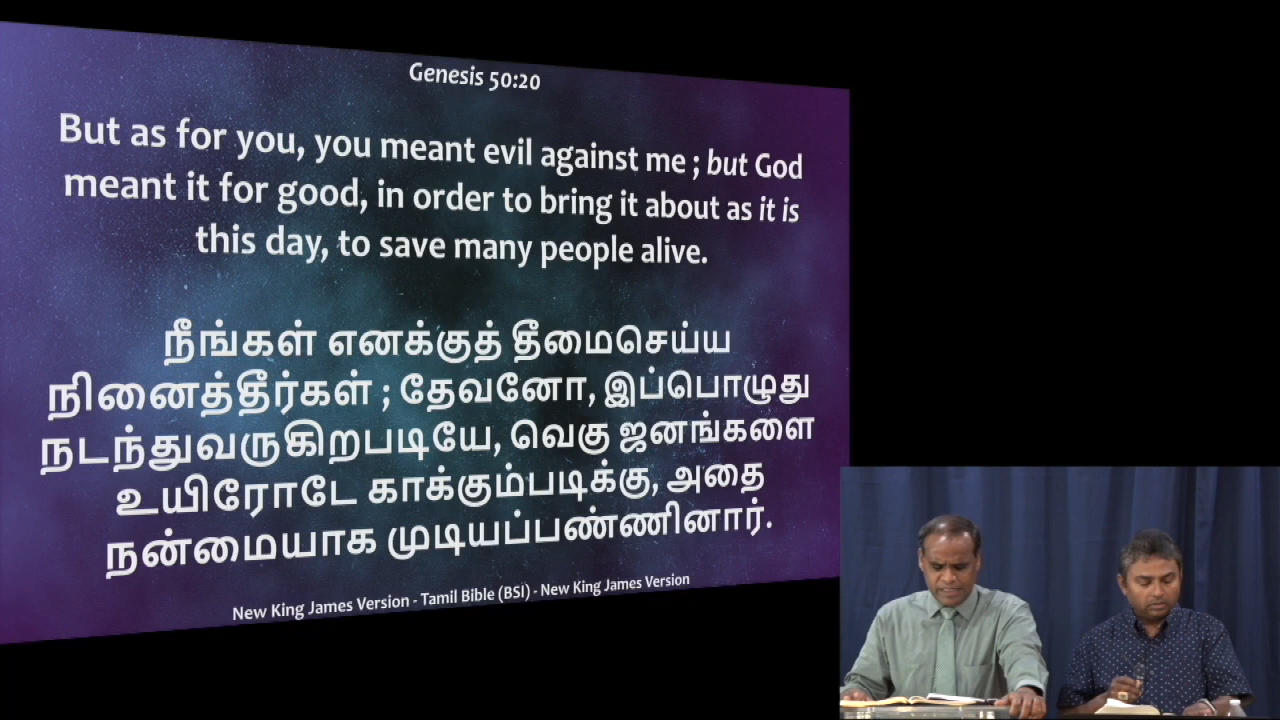 Genesis 50:20
But as for you, you meant evil against me ; but God
meant it for good, in order to bring it about as it is
this day, to save many people alive.
நீங்கள் எனக்குத் தீமைசெய்ய
நினைத்தீர்கள் ; தேவனோ, இப்பொழுது
நடந்துவருகிறபடியே, வெகு ஜனங்களை
உயிரோடே காக்கும்படிக்கு, அதை
நன்மையாக முடியப்பண்ணினார்.
New King James Version - Tamil Bible (BSI) - New King James Version